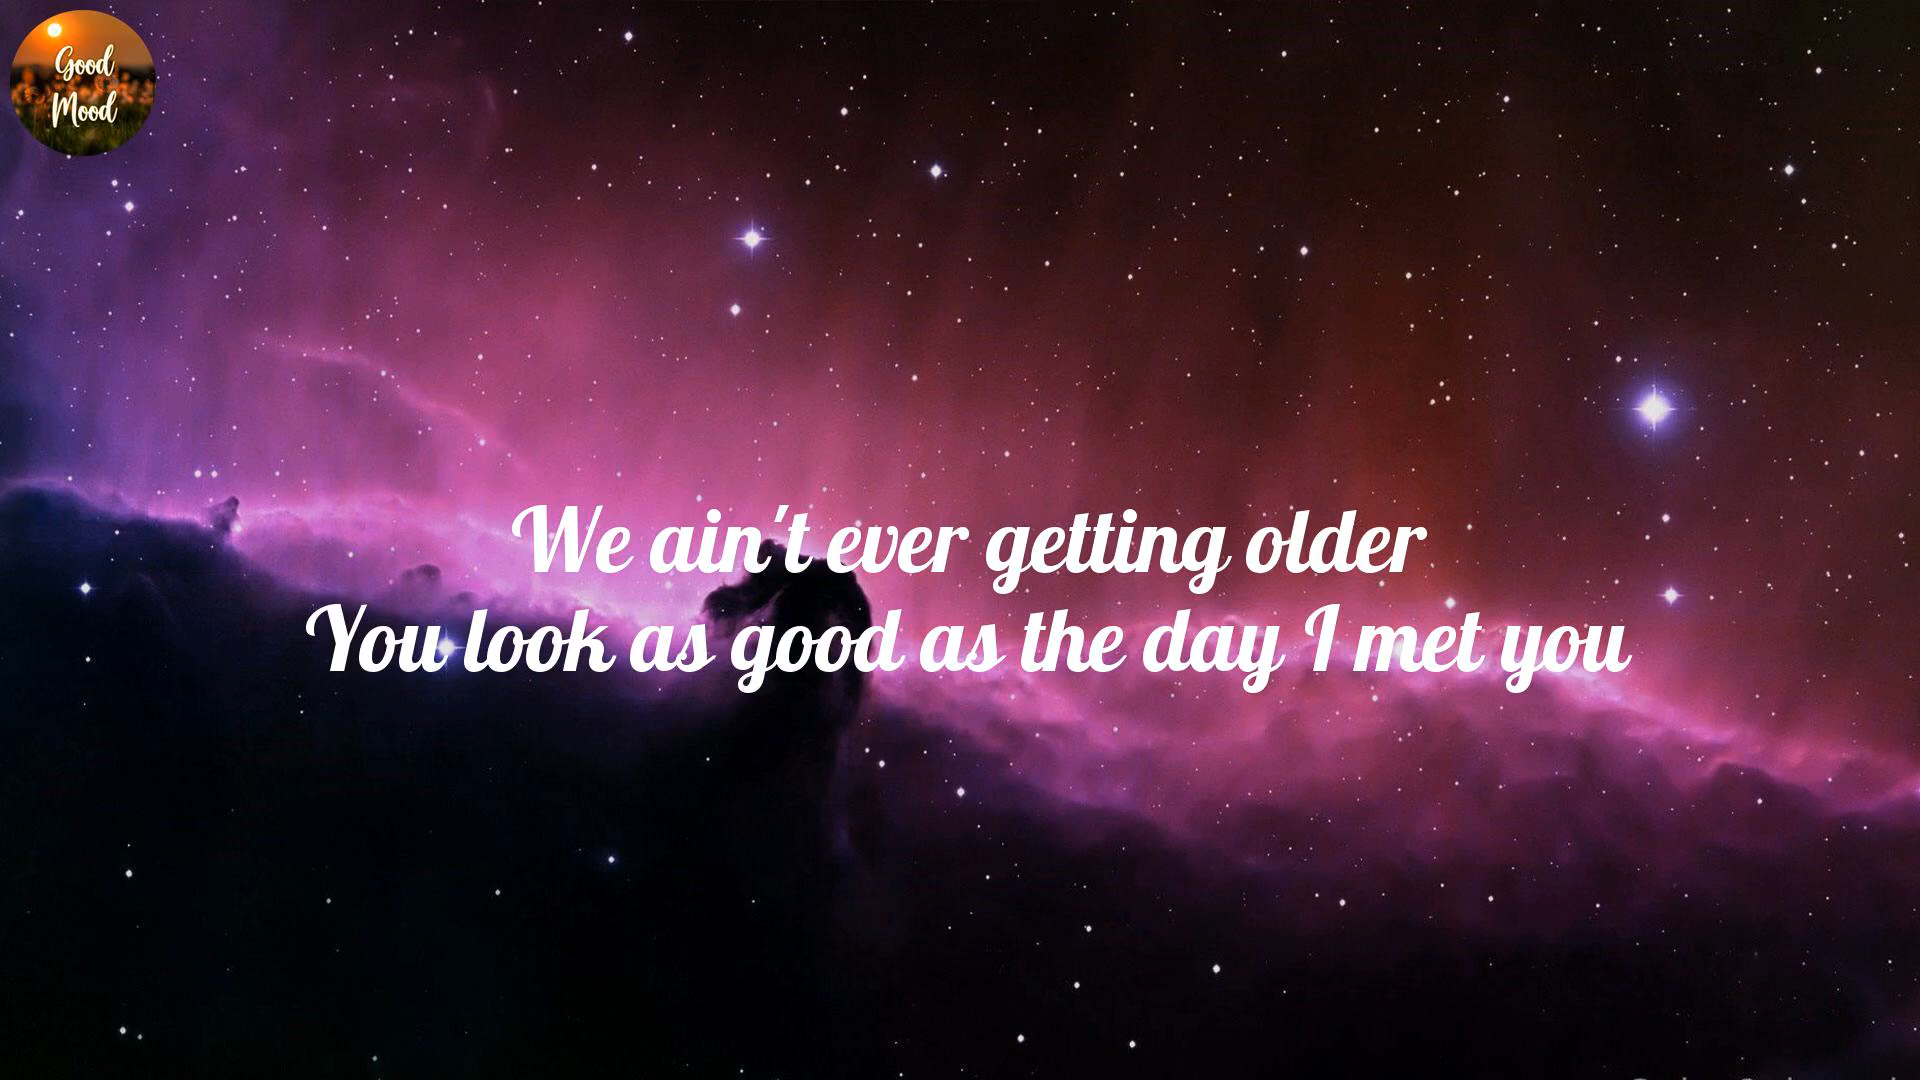 Good
Mood
We ain't ever getting older
You look as good as the day I met you